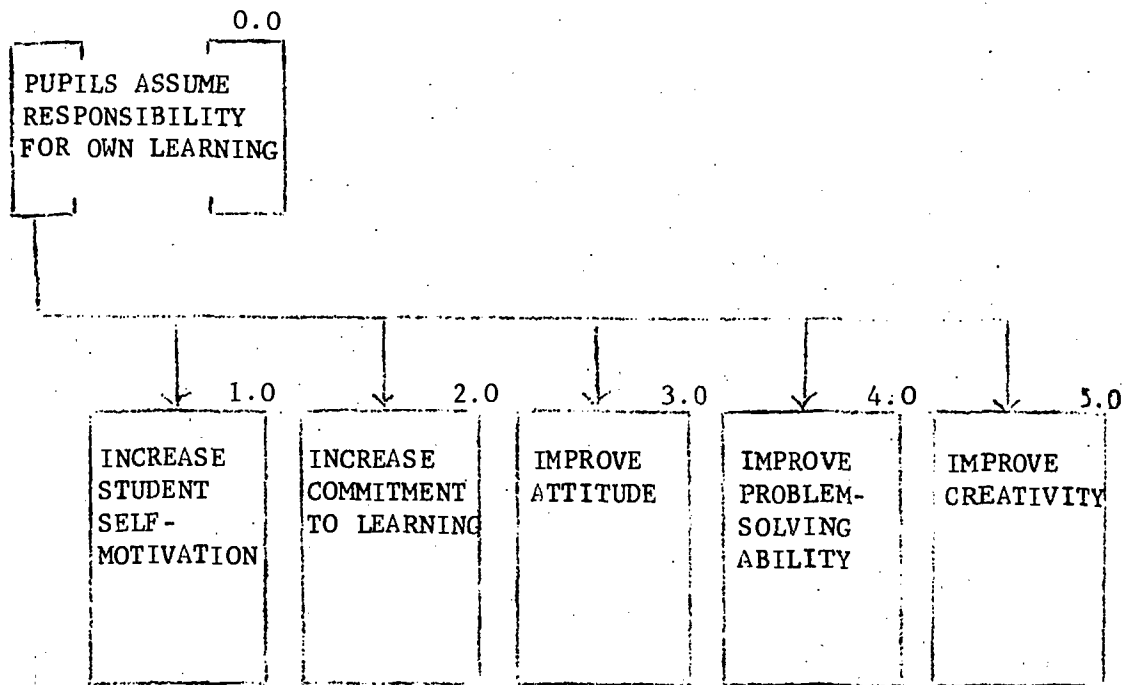 0.0
PUPILS ASSUME
RESPONSIBILITY
FOR OWN LEARNING
1.0
INCREASE
STUDENT
SELF-
MOTIVATION
2.0
INCREASE
COMMITMENT
TO LEARNING
3.0
IMPROVE
ATTITUDE
4.0
IMPROVE
PROBLEM-
SOLVING
ABILITY
5.0
IMPROVE
CREATIVITY